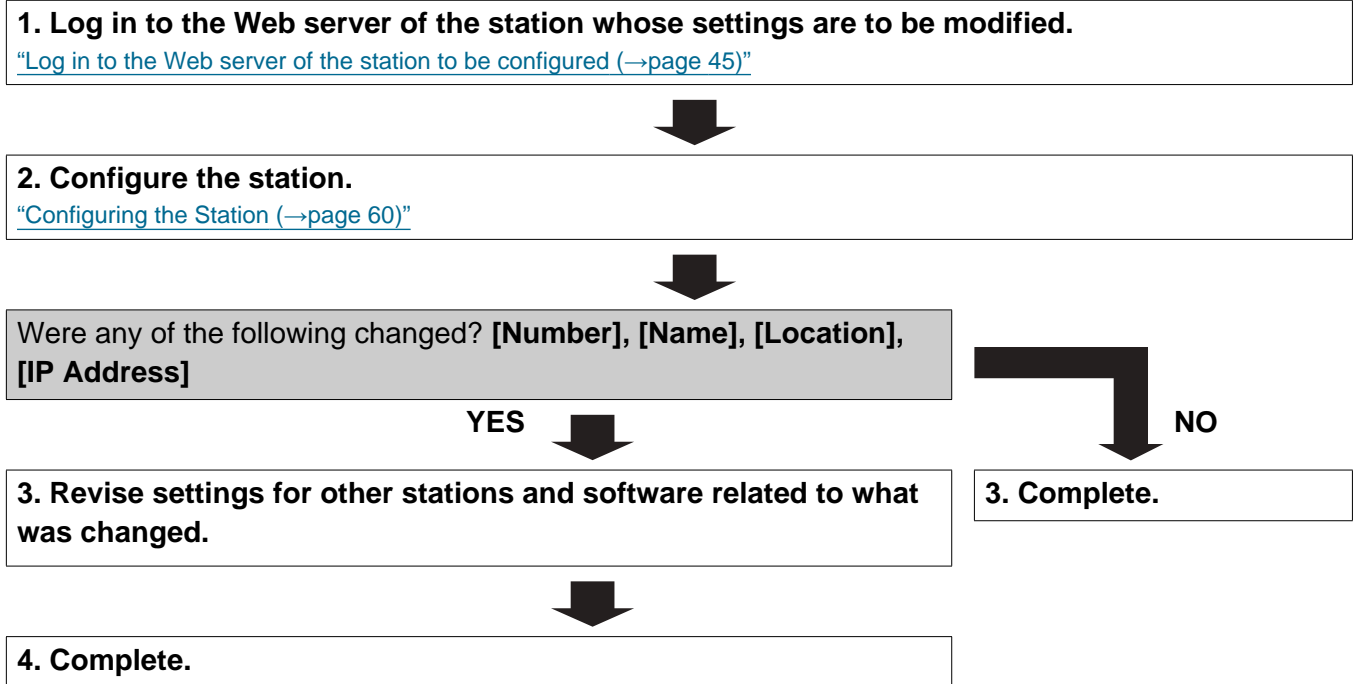 1. Log in to the Web server of the station whose settings are to be modified.
“Log in to the Web server of the station to be configured (→page 45)”
2. Configure the station.
“Configuring the Station (→page 60)”
Were any of the following changed? [Number], [Name], [Location],
[IP Address]
YES
NO
3. Revise settings for other stations and software related to what
was changed.
3. Complete.
4. Complete.